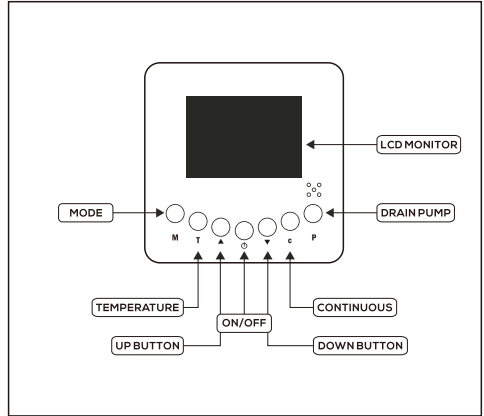 LCD MONITOR
MODE
DRAIN PUMP
M T ▲ ⏻ ▼ c P
TEMPERATURE
CONTINUOUS
ON/OFF
UP BUTTON
DOWN BUTTON